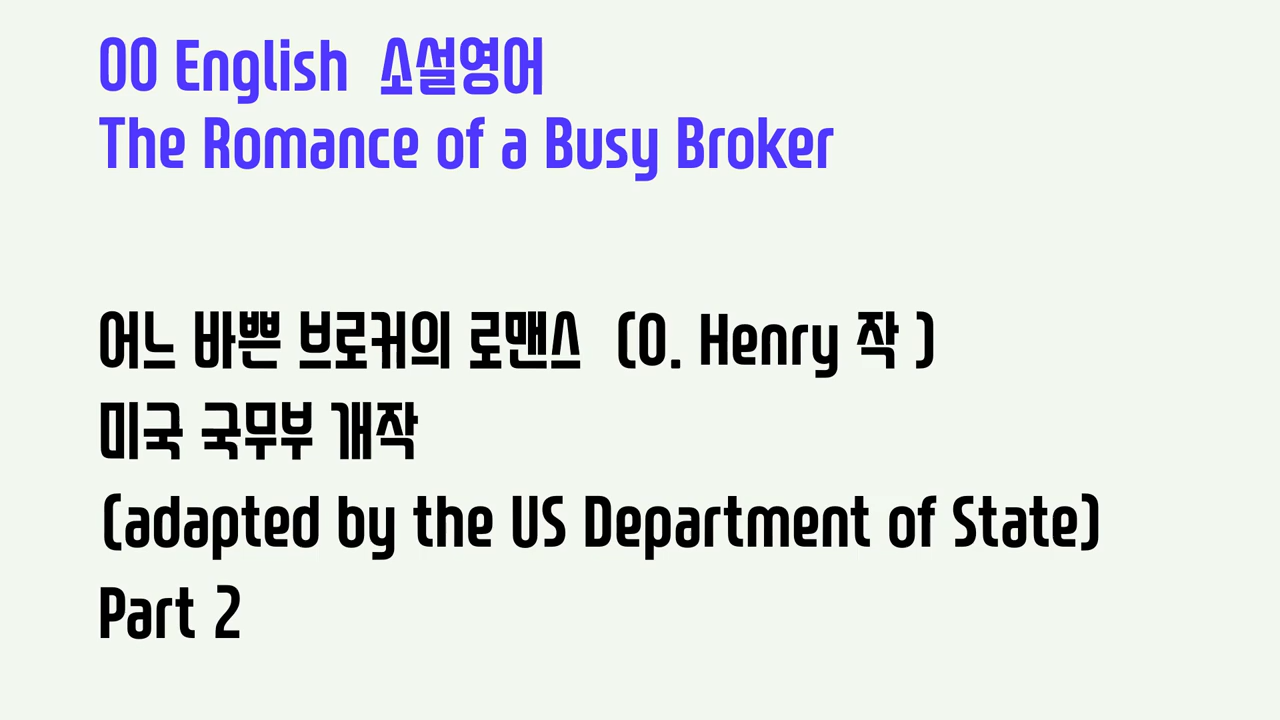 OO English 소설영어
The Romance of a Busy Broker
어느 바쁜 브로커의 로맨스 (O. Henry 작 )
미국 국무부 개작
(adapted by the US Department of State)
Part 2